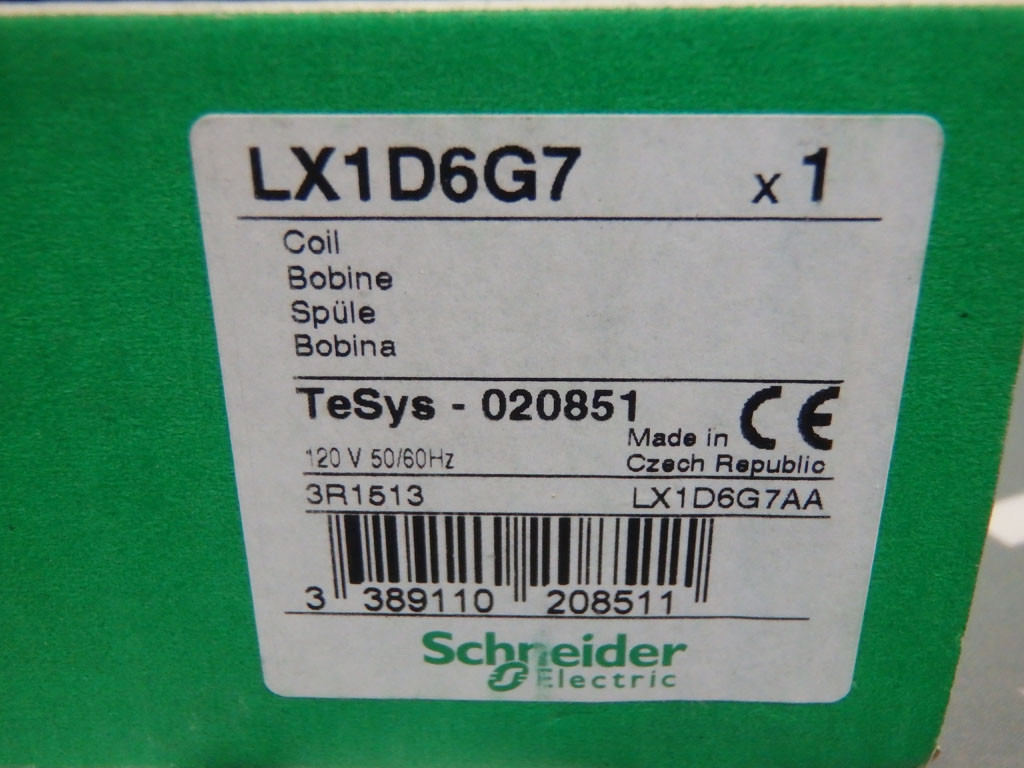 LX1D6G7 x 1
Coil
Bobine
Spüle
Bobina
TeSys - 020851 CE
Made in
120 V 50/60Hz Czech Republic
3R1513 LX1D6G7AA
3 389110 208511
Schneider
Electric